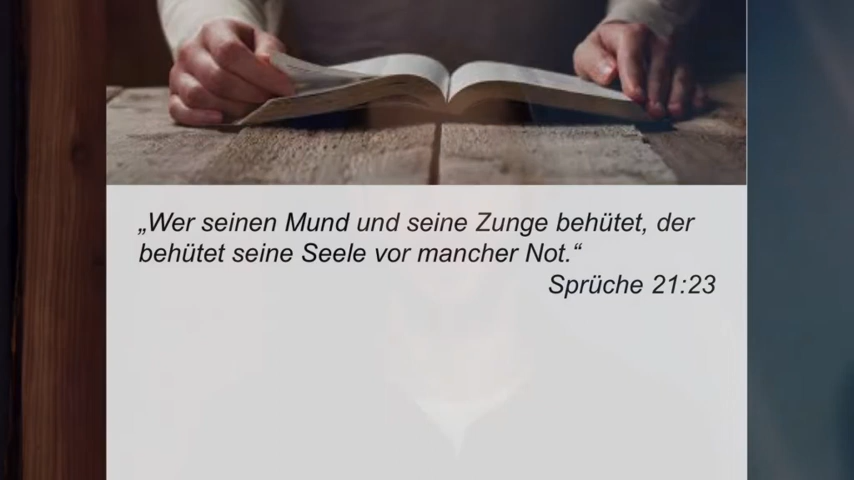 „Wer seinen Mund und seine Zunge behütet, der
behütet seine Seele vor mancher Not.“
Sprüche 21:23